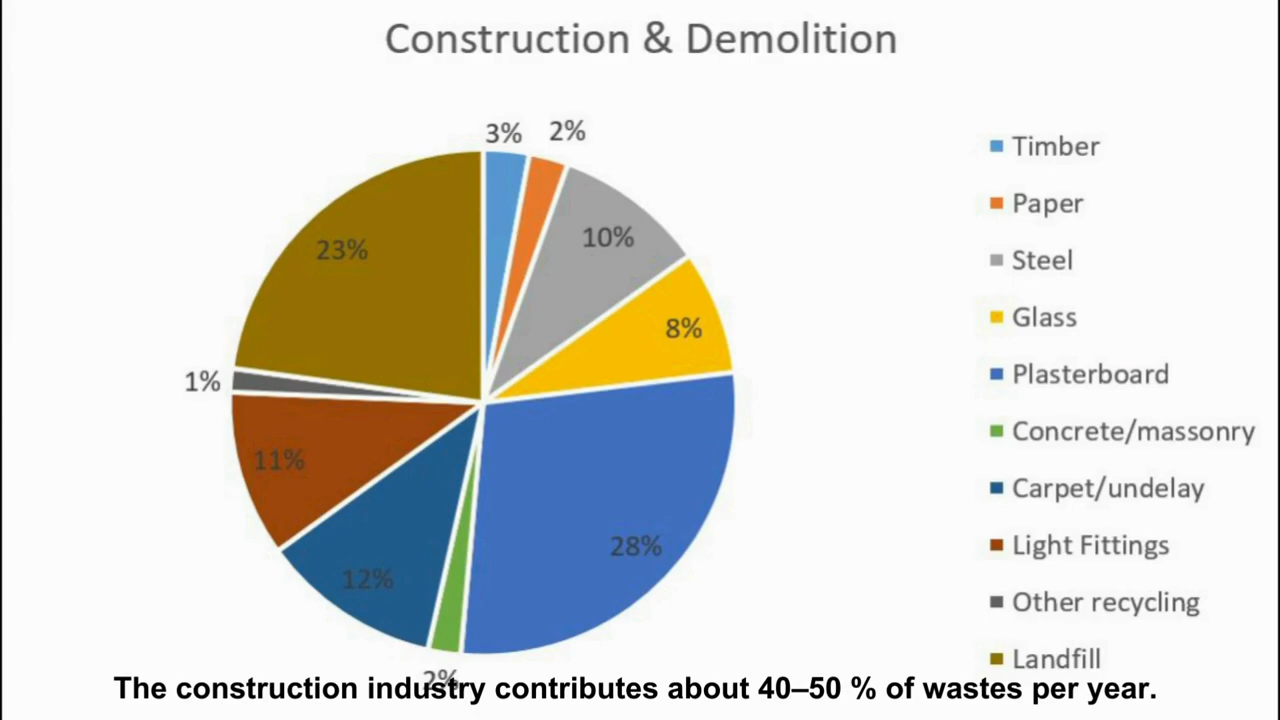 Construction & Demolition
3%
2%
10%
8%
28%
2%
12%
11%
1%
23%
Timber
Paper
Steel
Glass
Plasterboard
Concrete/massonry
Carpet/undelay
Light Fittings
Other recycling
Landfill
The construction industry contributes about 40–50 % of wastes per year.